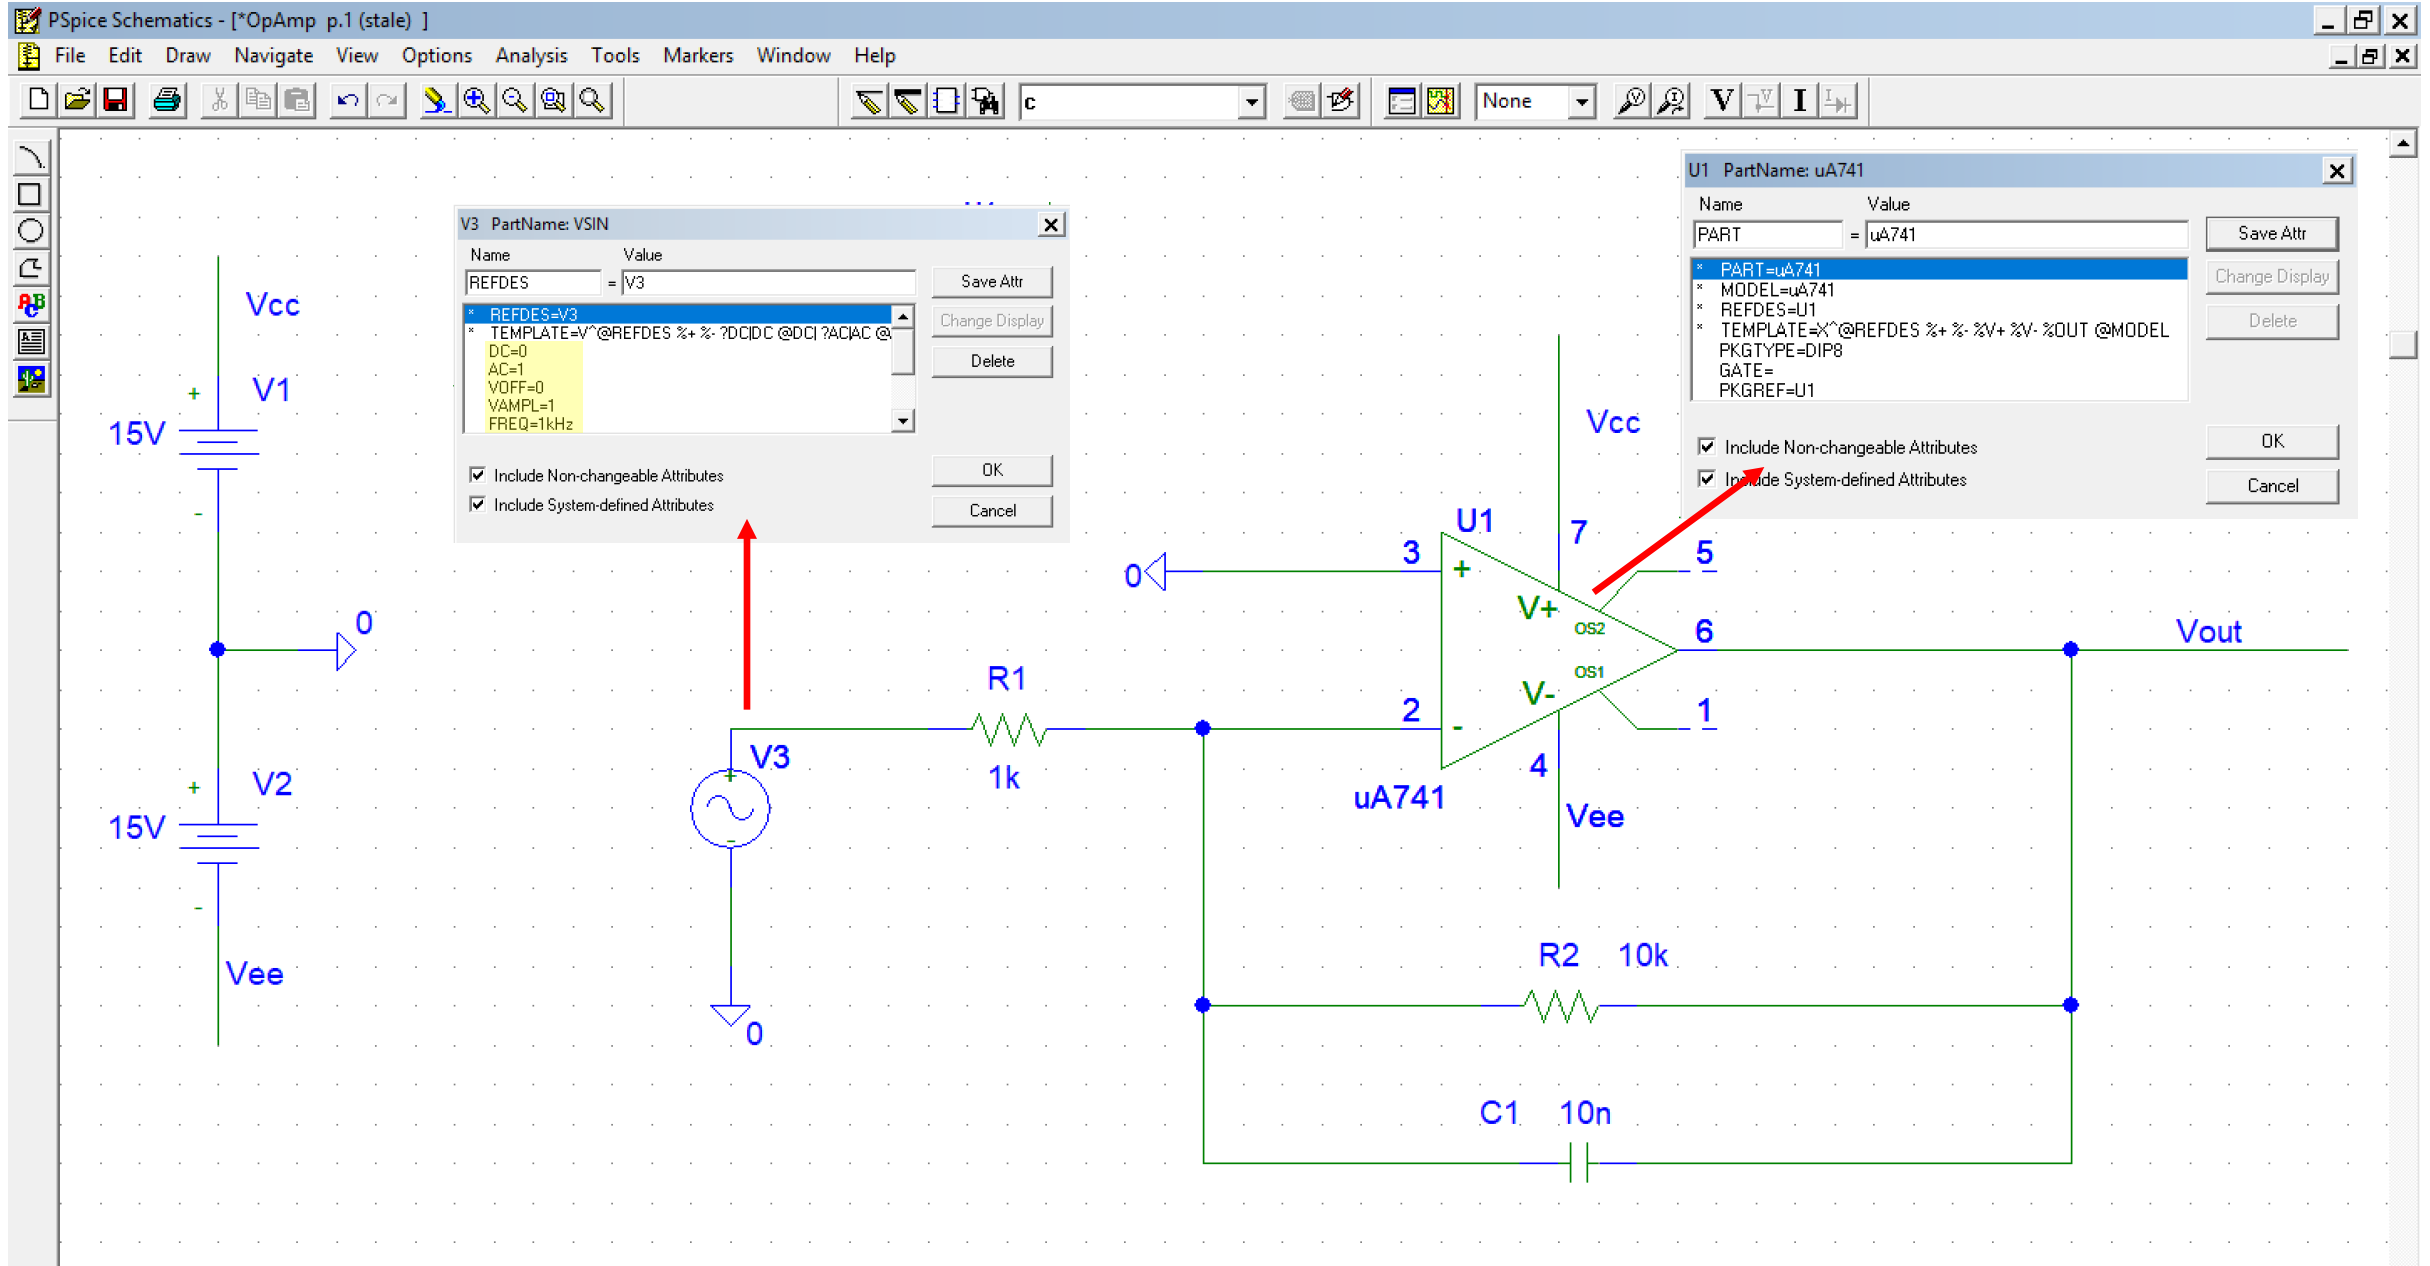 PSpice Schematics - [*OpAmp p.1 (stale) ]
File Edit Draw Navigate View Options Analysis Tools Markers Window Help
c
None
V I
ABC
V3 PartName: VSIN
Name Value
REFDES = V3
* REFDES=V3
* TEMPLATE=V^@REFDES %+ %- ?DC|DC @DC| ?AC|AC @
DC=0
AC=1
VOFF=0
VAMPL=1
FREQ=1kHz
Save Attr
Change Display
Delete
Include Non-changeable Attributes
Include System-defined Attributes
OK
Cancel
U1 PartName: uA741
Name Value
PART = uA741
* PART=uA741
* MODEL=uA741
* REFDES=U1
* TEMPLATE=X^@REFDES %+ %- %V+ %V- %OUT @MODEL
PKGTYPE=DIP8
GATE=
PKGREF=U1
Save Attr
Change Display
Delete
Include Non-changeable Attributes
Include System-defined Attributes
OK
Cancel
Vcc
+ V1
15V
-
0
+ V2
15V
-
Vee
V3
+
-
0
R1
1k
0
U1
3
+
2
-
7
Vcc
V+
OS2
5
6
OS1
V-
1
4
uA741
Vee
Vout
R2 10k
C1 10n